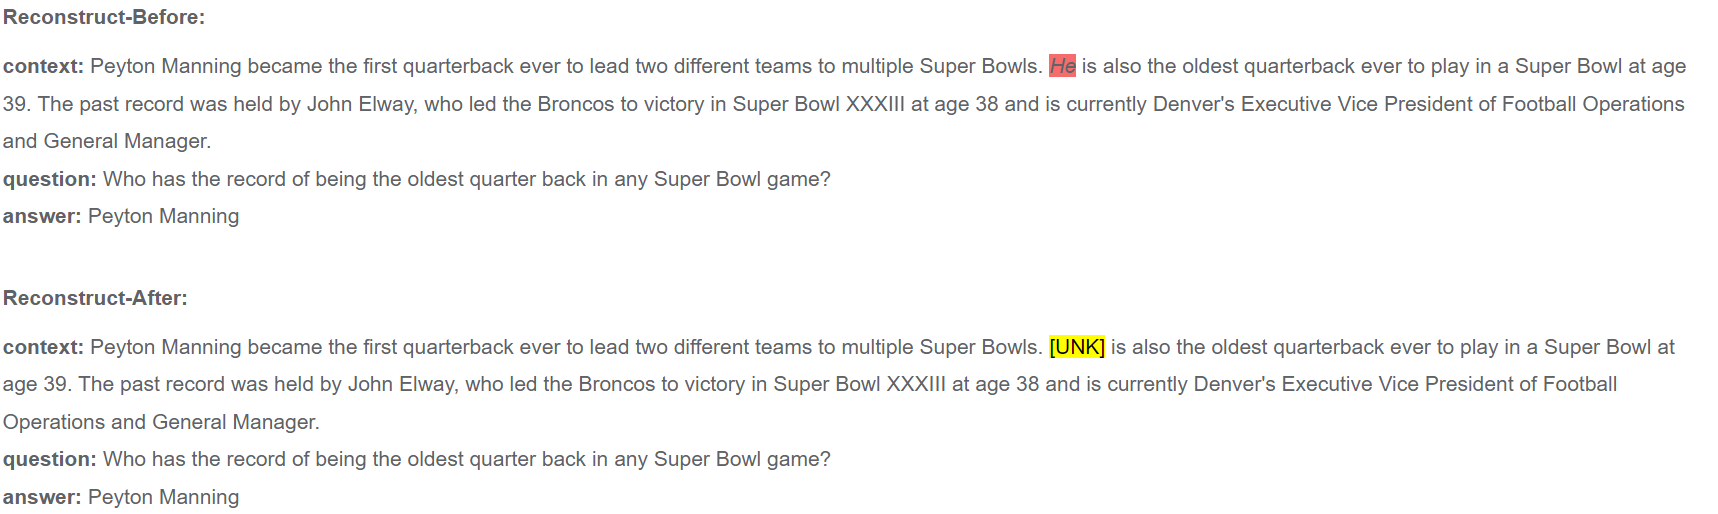 Reconstruct-Before:
context: Peyton Manning became the first quarterback ever to lead two different teams to multiple Super Bowls. He is also the oldest quarterback ever to play in a Super Bowl at age
39. The past record was held by John Elway, who led the Broncos to victory in Super Bowl XXXIII at age 38 and is currently Denver's Executive Vice President of Football Operations
and General Manager.
question: Who has the record of being the oldest quarter back in any Super Bowl game?
answer: Peyton Manning
Reconstruct-After:
context: Peyton Manning became the first quarterback ever to lead two different teams to multiple Super Bowls. [UNK] is also the oldest quarterback ever to play in a Super Bowl at
age 39. The past record was held by John Elway, who led the Broncos to victory in Super Bowl XXXIII at age 38 and is currently Denver's Executive Vice President of Football
Operations and General Manager.
question: Who has the record of being the oldest quarter back in any Super Bowl game?
answer: Peyton Manning